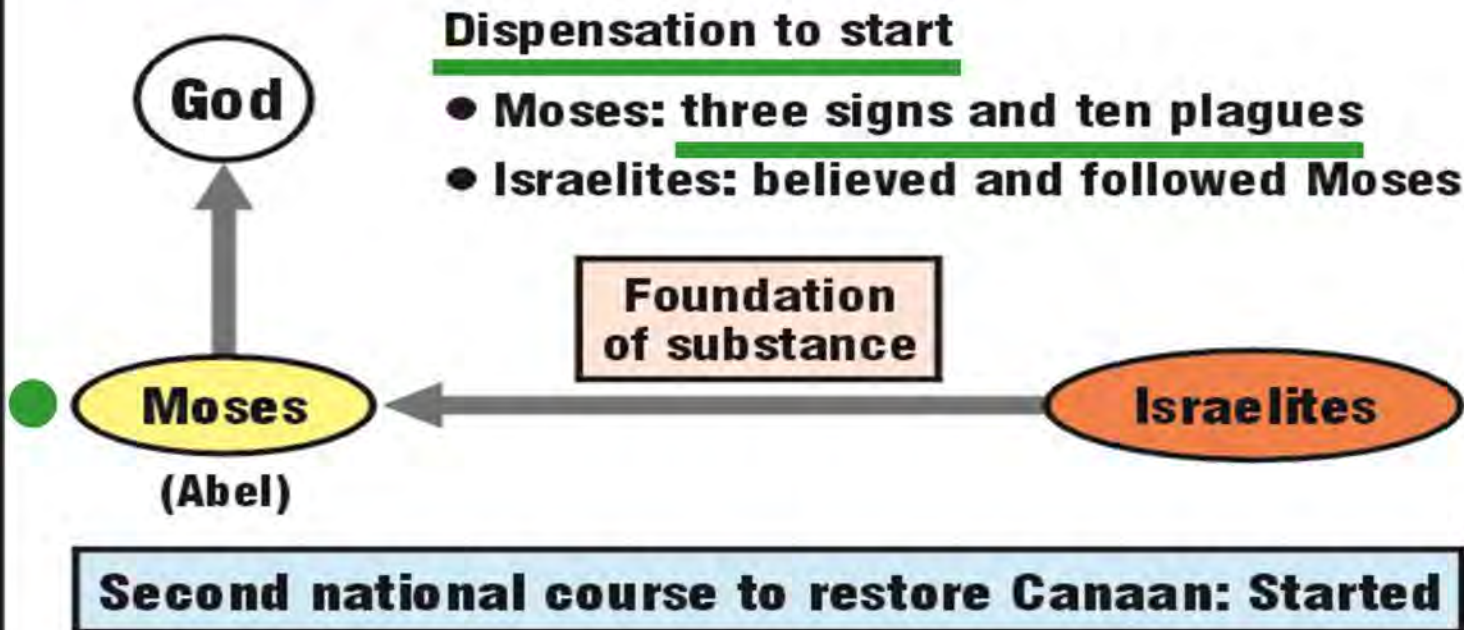 Dispensation to start
God
• Moses: three signs and ten plagues
• Israelites: believed and followed Moses
Foundation
of substance
Moses
Israelites
(Abel)
Second national course to restore Canaan: Started